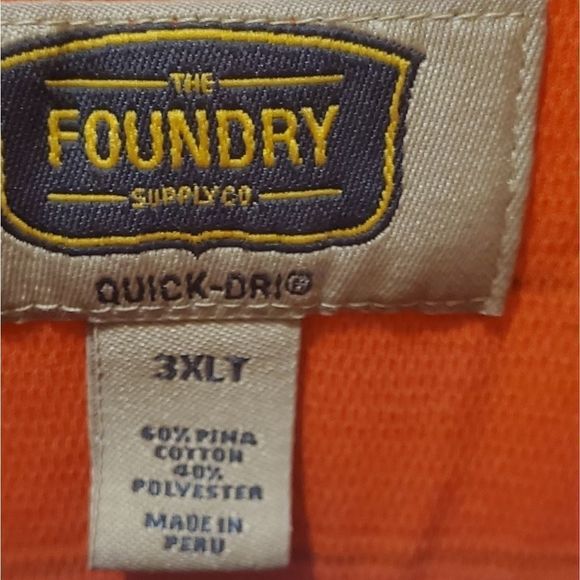 THE
FOUNDRY
SUPPLY CO.
QUICK-DRI®
3XLT
60% PIMA
COTTON
40%
POLYESTER
MADE IN
PERU